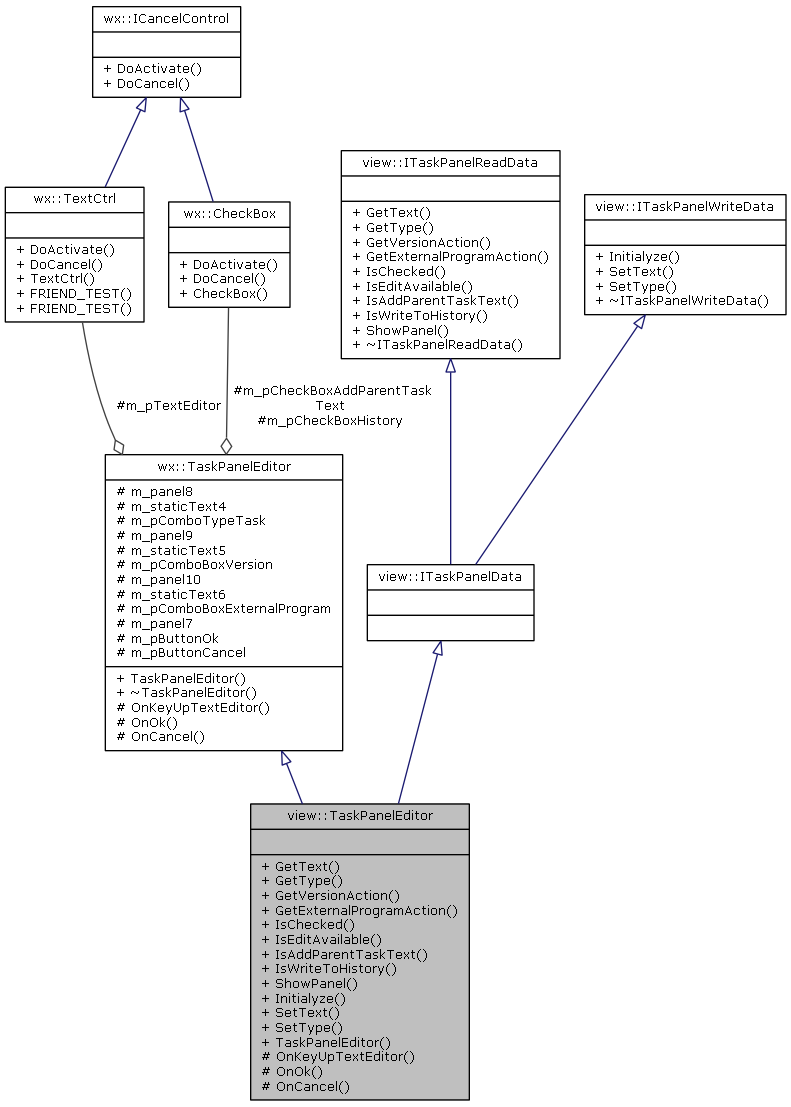 wx::ICancelControl
+ DoActivate()
+ DoCancel()
wx::TextCtrl
+ DoActivate()
+ DoCancel()
+ TextCtrl()
+ FRIEND_TEST()
+ FRIEND_TEST()
wx::CheckBox
+ DoActivate()
+ DoCancel()
+ CheckBox()
view::ITaskPanelReadData
+ GetText()
+ GetType()
+ GetVersionAction()
+ GetExternalProgramAction()
+ IsChecked()
+ IsEditAvailable()
+ IsAddParentTaskText()
+ IsWriteToHistory()
+ ShowPanel()
+ ~ITaskPanelReadData()
view::ITaskPanelWriteData
+ Initialyze()
+ SetText()
+ SetType()
+ ~ITaskPanelWriteData()
#m_pTextEditor
#m_pCheckBoxAddParentTask
Text
#m_pCheckBoxHistory
wx::TaskPanelEditor
# m_panel8
# m_staticText4
# m_pComboTypeTask
# m_panel9
# m_staticText5
# m_pComboBoxVersion
# m_panel10
# m_staticText6
# m_pComboBoxExternalProgram
# m_panel7
# m_pButtonOk
# m_pButtonCancel
+ TaskPanelEditor()
+ ~TaskPanelEditor()
# OnKeyUpTextEditor()
# OnOk()
# OnCancel()
view::ITaskPanelData
view::TaskPanelEditor
+ GetText()
+ GetType()
+ GetVersionAction()
+ GetExternalProgramAction()
+ IsChecked()
+ IsEditAvailable()
+ IsAddParentTaskText()
+ IsWriteToHistory()
+ ShowPanel()
+ Initialyze()
+ SetText()
+ SetType()
+ TaskPanelEditor()
# OnKeyUpTextEditor()
# OnOk()
# OnCancel()